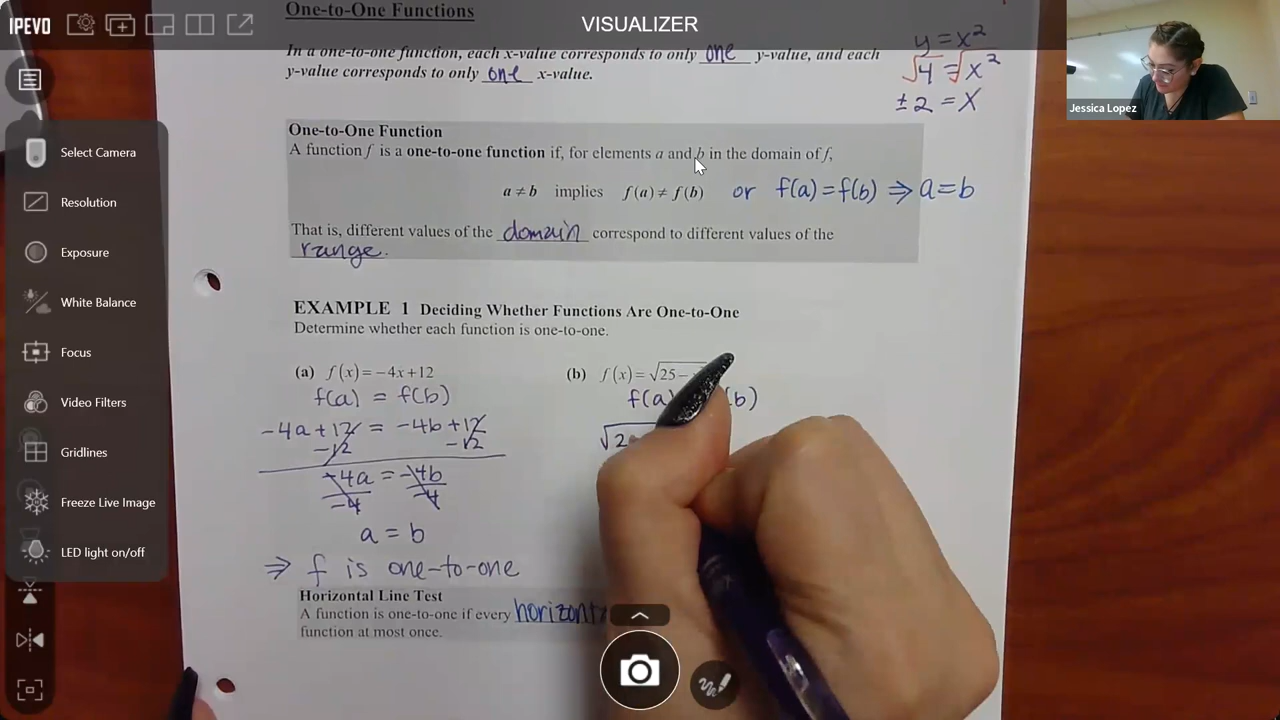 IPEVO
VISUALIZER
Jessica Lopez
Select Camera
Resolution
Exposure
White Balance
Focus
Video Filters
Gridlines
Freeze Live Image
LED light on/off
One-to-One Functions
In a one-to-one function, each x-value corresponds to only one y-value, and each
y-value corresponds to only one x-value.
y = x²
√4 = √x²
±2 = x
One-to-One Function
A function f is a one-to-one function if, for elements a and b in the domain of f,
a ≠ b implies f(a) ≠ f(b) or f(a) = f(b) ⇒ a = b
That is, different values of the domain correspond to different values of the
range.
EXAMPLE 1 Deciding Whether Functions Are One-to-One
Determine whether each function is one-to-one.
(a) f(x) = −4x+12
f(a) = f(b)
−4a+12 = −4b+12
−12 −12
−4a = −4b
−4 −4
a = b
⇒ f is one-to-one
(b) f(x) = √25−
f(a) b)
√2
Horizontal Line Test
A function is one-to-one if every
function at most once.